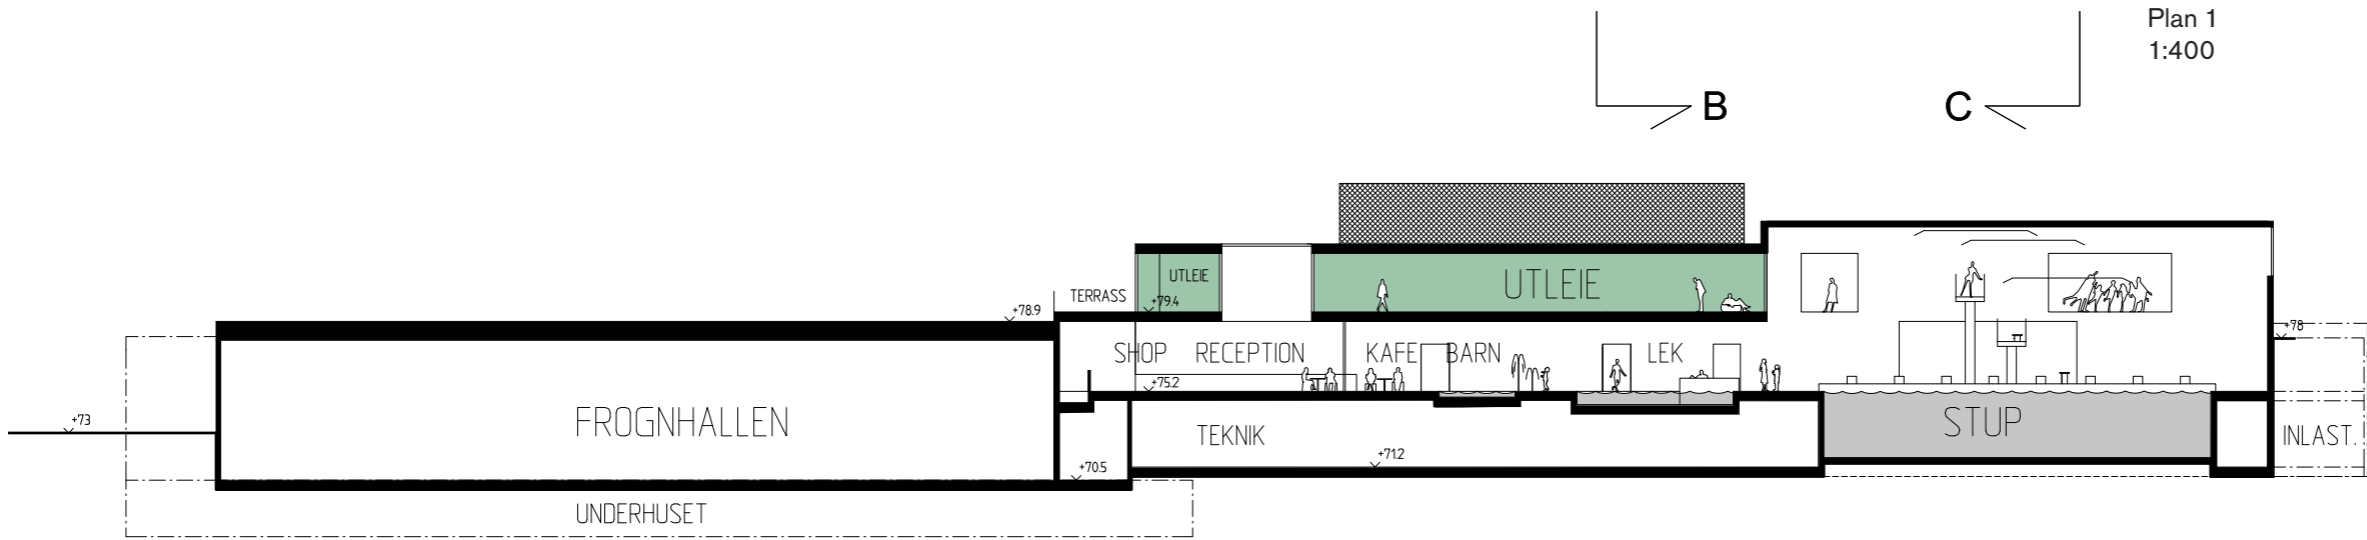 Plan 1
1:400
B
C
UTLEIE
UTLEIE
TERRASS
+79.4
+78.9
+78
SHOP
RECEPTION
KAFE
BARN
LEK
+75.2
+73
FROGNHALLEN
TEKNIK
STUP
INLAST.
+70.5
+71.2
UNDERHUSET